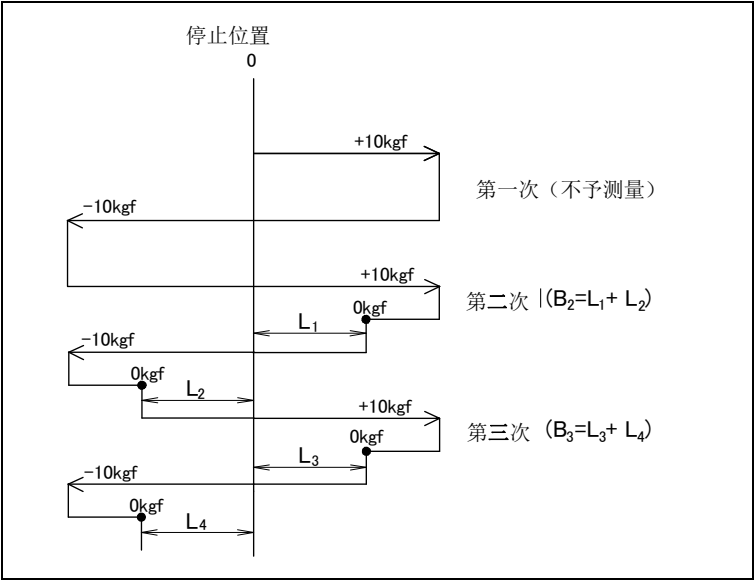 停止位置
0
+10kgf
第一次（不予测量）
-10kgf
+10kgf
第二次 (B₂=L₁+ L₂)
0kgf
L₁
-10kgf
0kgf
L₂
+10kgf
第三次 (B₃=L₃+ L₄)
0kgf
L₃
-10kgf
0kgf
L₄